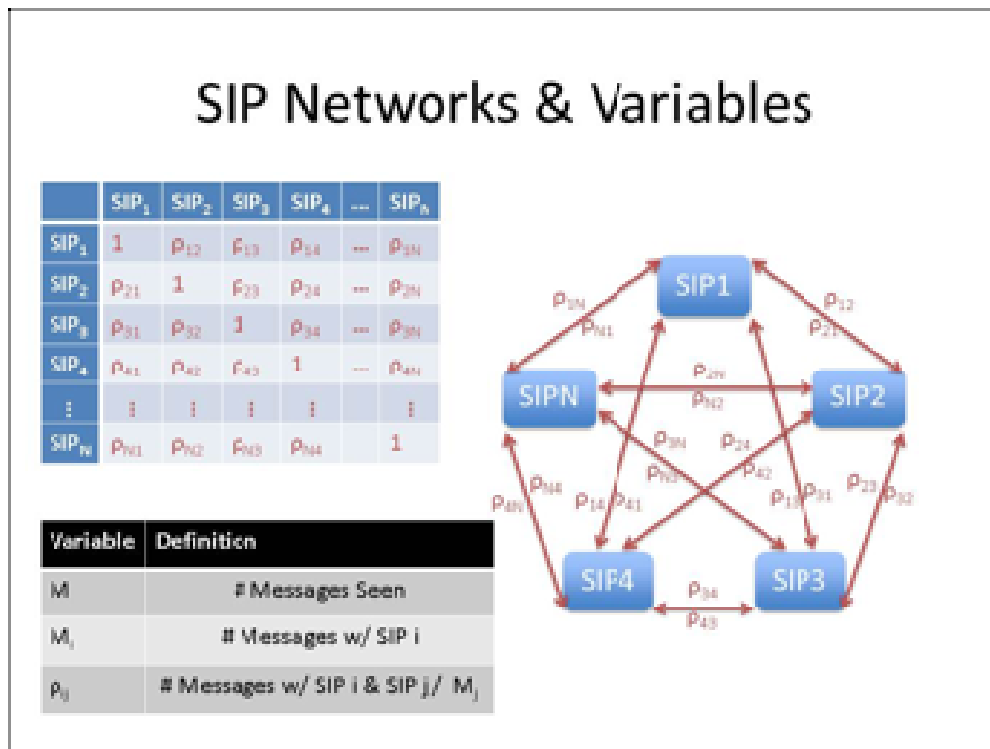 SIP Networks & Variables
SIP₁ SIP₂ SIP₃ SIP₄ ... SIPₙ
SIP₁ 1 ρ₁₂ ρ₁₃ ρ₁₄ ... ρ₁N
SIP₂ ρ₂₁ 1 ρ₂₃ ρ₂₄ ... ρ₂N
SIP₃ ρ₃₁ ρ₃₂ 1 ρ₃₄ ... ρ₃N
SIP₄ ρ₄₁ ρ₄₂ ρ₄₃ 1 ... ρ₄N
⋮ ⋮ ⋮ ⋮ ⋮ ⋮
SIPN ρN₁ ρN₂ ρN₃ ρN₄ 1
SIP1
ρ₁N ρ₁₂
ρN₁ ρ₂₁
ρ₂N
SIPN SIP2
ρN₂
ρ₃N ρ₂₄
ρN₃ ρ₄₂
ρ₄N ρN₄ ρ₁₄ ρ₄₁ ρ₁₃ ρ₃₁ ρ₂₃ ρ₃₂
SIP4 SIP3
ρ₃₄
ρ₄₃
Variable Definition
M # Messages Seen
Mᵢ # Messages w/ SIP i
ρᵢⱼ # Messages w/ SIP i & SIP j / Mⱼ